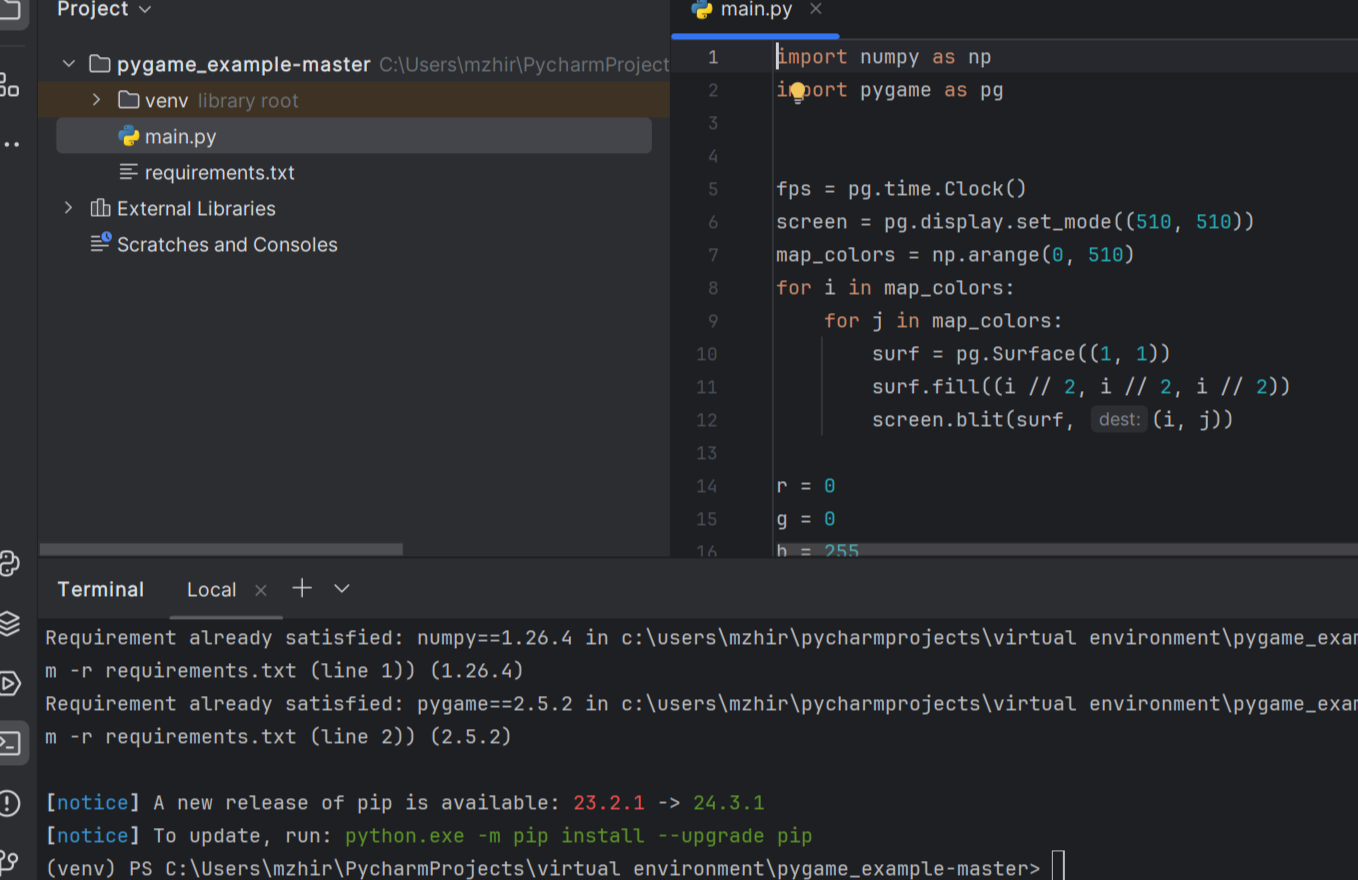 Project
main.py
pygame_example-master C:\Users\mzhir\PycharmProject
venv library root
main.py
requirements.txt
External Libraries
Scratches and Consoles
1 import numpy as np
2 import pygame as pg
3
4
5 fps = pg.time.Clock()
6 screen = pg.display.set_mode((510, 510))
7 map_colors = np.arange(0, 510)
8 for i in map_colors:
9 for j in map_colors:
10 surf = pg.Surface((1, 1))
11 surf.fill((i // 2, i // 2, i // 2))
12 screen.blit(surf, dest: (i, j))
13
14 r = 0
15 g = 0
16 b = 255
Terminal Local
Requirement already satisfied: numpy==1.26.4 in c:\users\mzhir\pycharmprojects\virtual environment\pygame_exam
m -r requirements.txt (line 1)) (1.26.4)
Requirement already satisfied: pygame==2.5.2 in c:\users\mzhir\pycharmprojects\virtual environment\pygame_exam
m -r requirements.txt (line 2)) (2.5.2)
[notice] A new release of pip is available: 23.2.1 -> 24.3.1
[notice] To update, run: python.exe -m pip install --upgrade pip
(venv) PS C:\Users\mzhir\PycharmProjects\virtual environment\pygame_example-master>